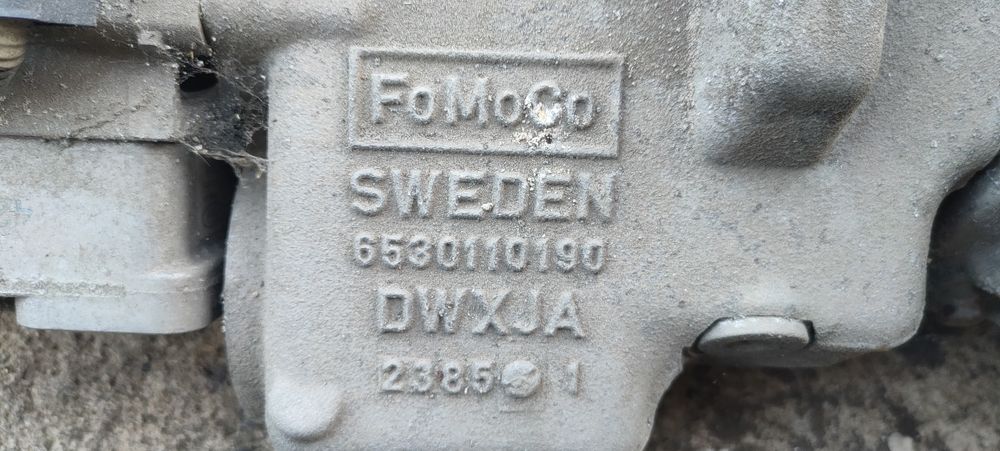 FoMoCo
SWEDEN
6530110190
DWXJA
2385 1